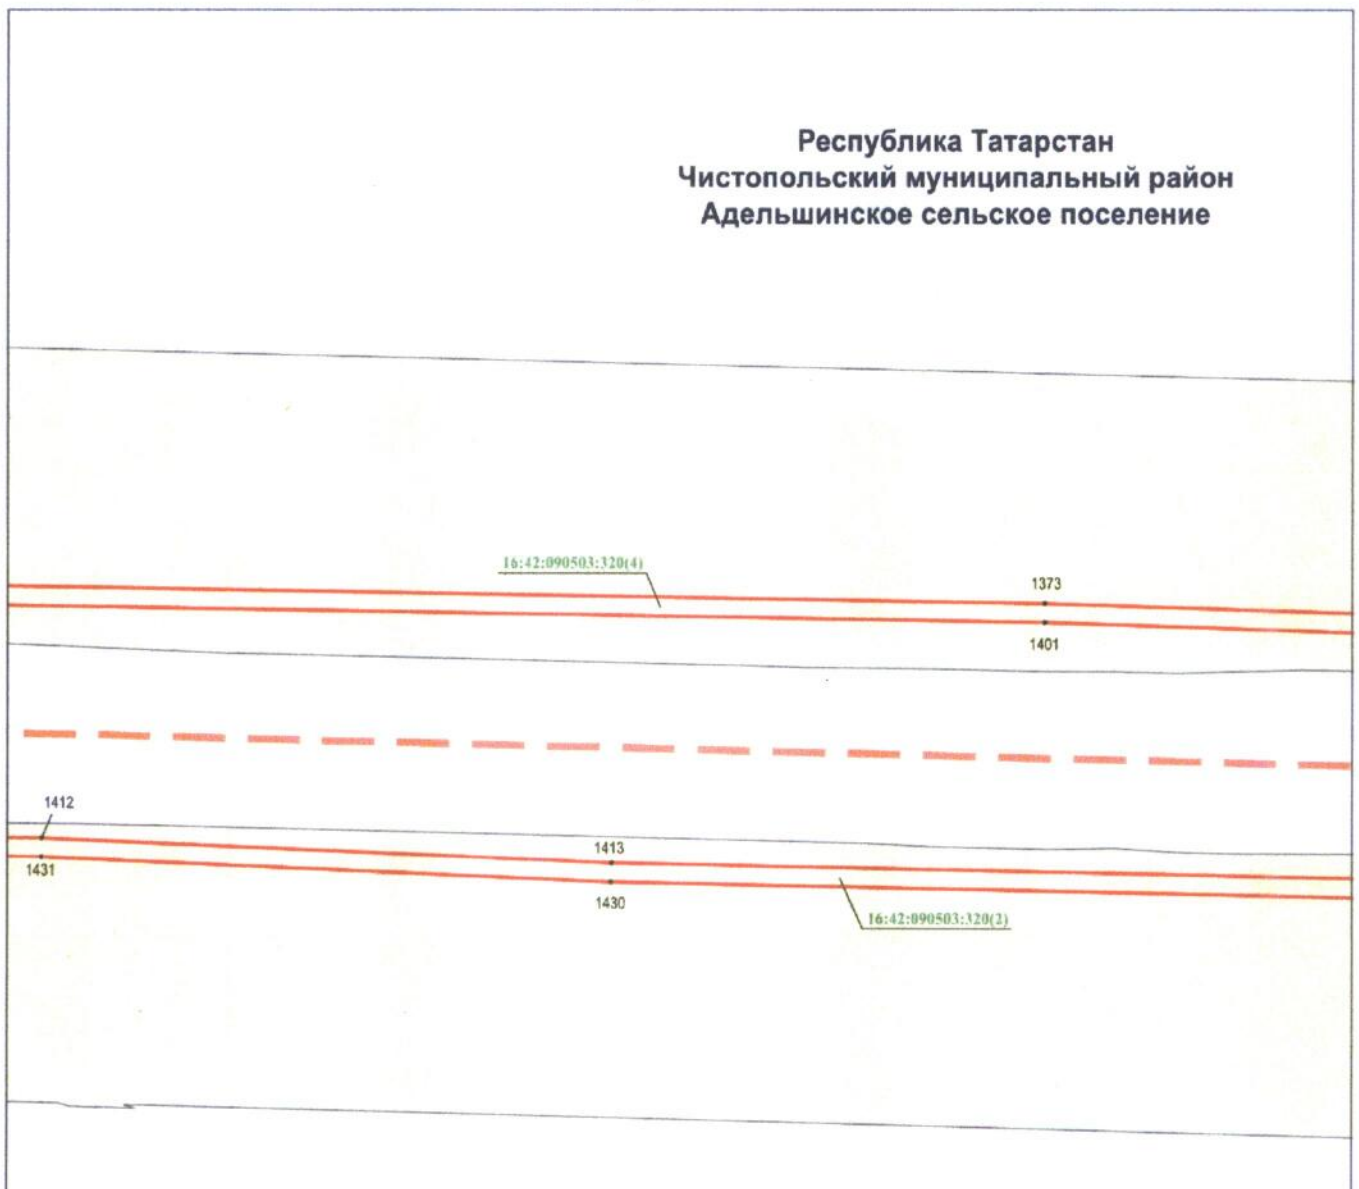 Республика Татарстан
Чистопольский муниципальный район
Адельшинское сельское поселение
16:42:090503:320(4)
1373
1401
1412
1413
1431
1430
16:42:090503:320(2)